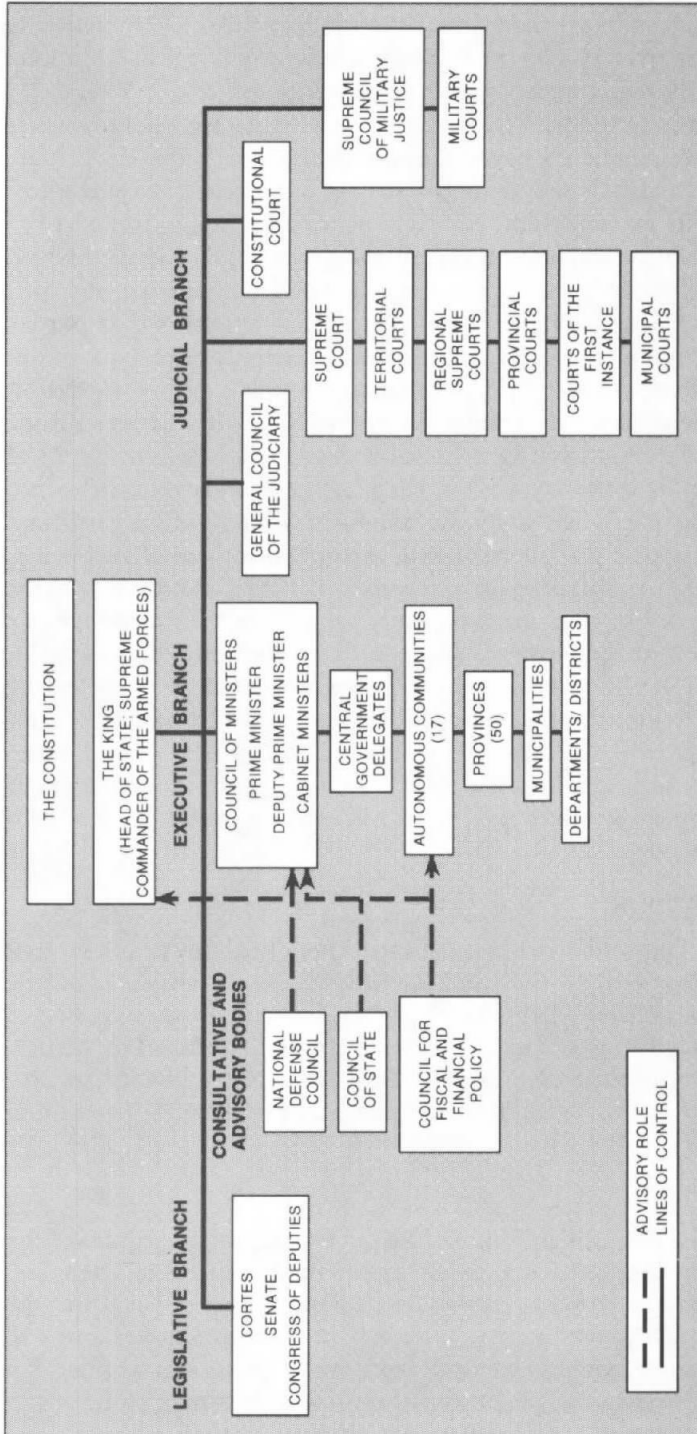 THE CONSTITUTION
THE KING
(HEAD OF STATE; SUPREME
COMMANDER OF THE ARMED FORCES)
LEGISLATIVE BRANCH
CORTES
SENATE
CONGRESS OF DEPUTIES
CONSULTATIVE AND
ADVISORY BODIES
NATIONAL
DEFENSE
COUNCIL
COUNCIL
OF STATE
COUNCIL FOR
FISCAL AND
FINANCIAL
POLICY
EXECUTIVE BRANCH
COUNCIL OF MINISTERS
PRIME MINISTER
DEPUTY PRIME MINISTER
CABINET MINISTERS
CENTRAL
GOVERNMENT
DELEGATES
AUTONOMOUS COMMUNITIES
(17)
PROVINCES
(50)
MUNICIPALITIES
DEPARTMENTS/ DISTRICTS
JUDICIAL BRANCH
GENERAL COUNCIL
OF THE JUDICIARY
SUPREME
COURT
TERRITORIAL
COURTS
REGIONAL
SUPREME
COURTS
PROVINCIAL
COURTS
COURTS OF THE
FIRST
INSTANCE
MUNICIPAL
COURTS
CONSTITUTIONAL
COURT
SUPREME
COUNCIL
OF MILITARY
JUSTICE
MILITARY
COURTS
ADVISORY ROLE
LINES OF CONTROL